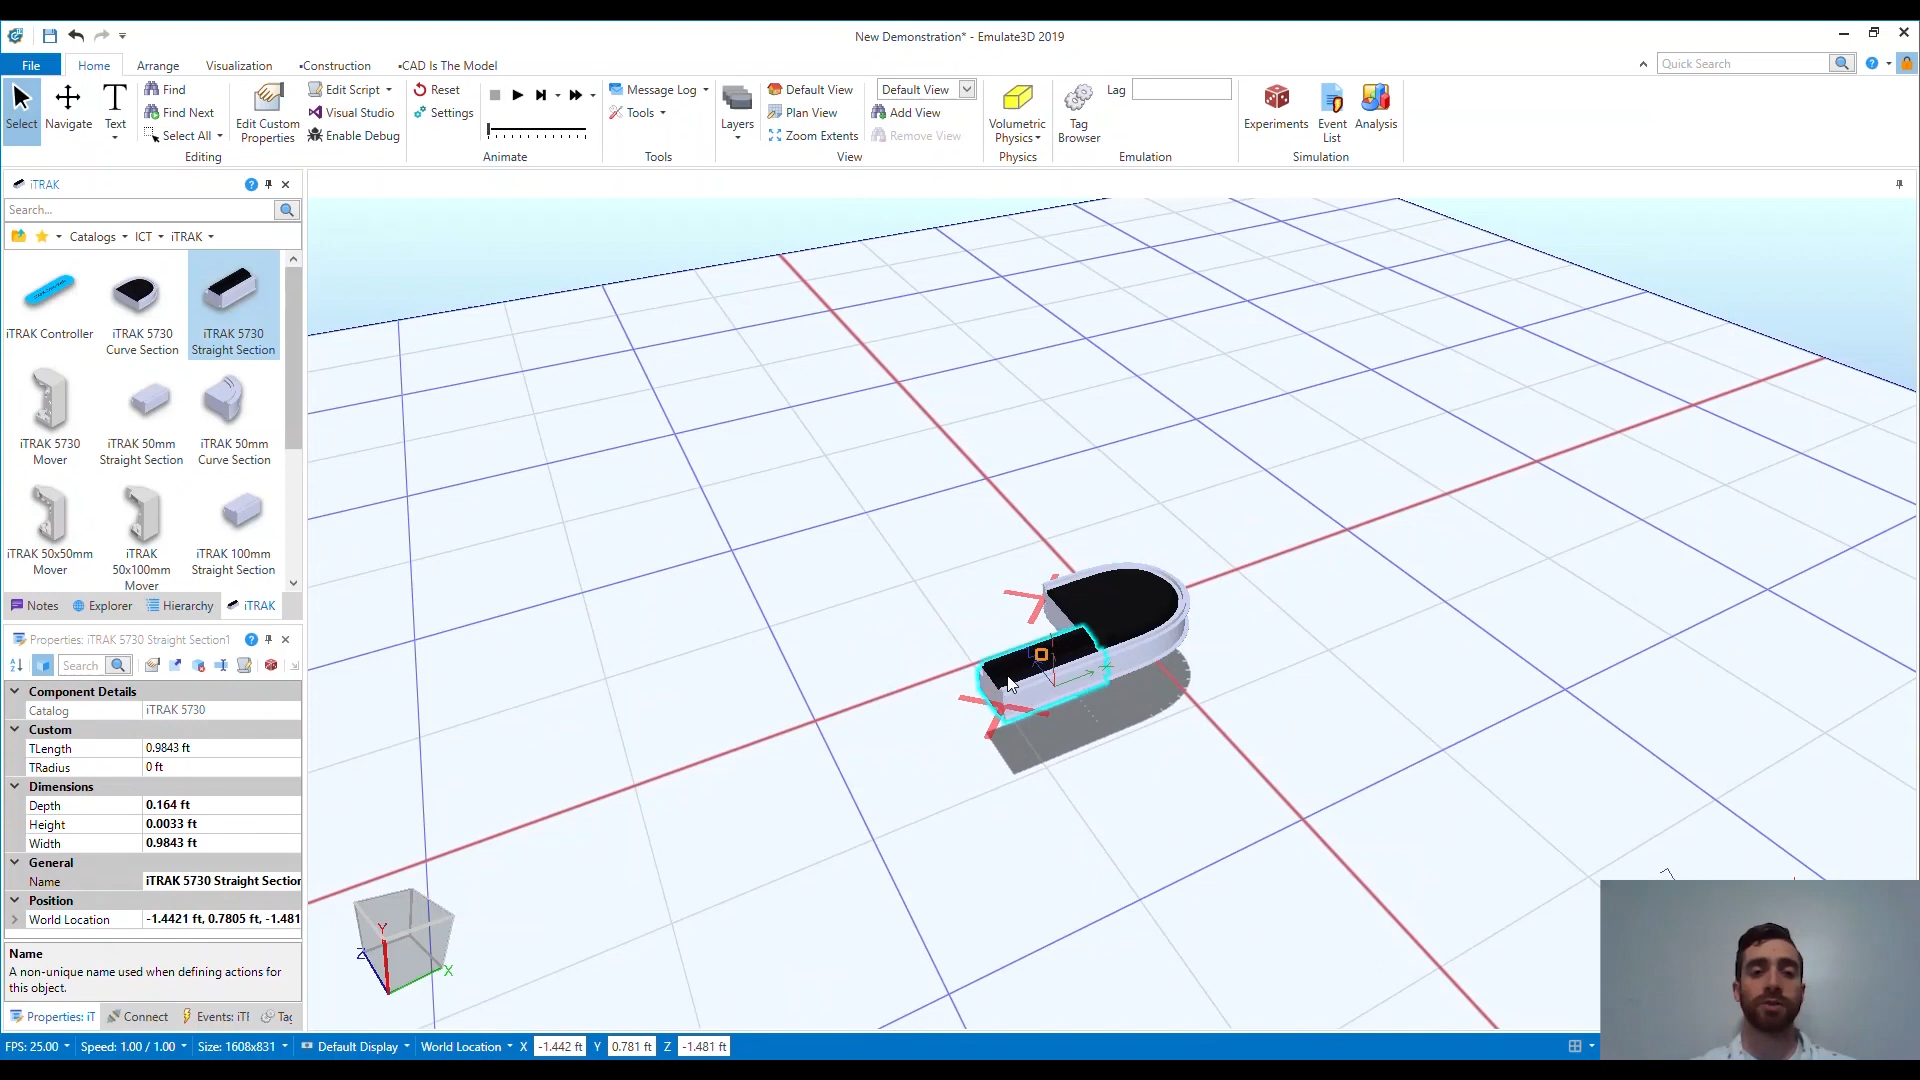 New Demonstration* - Emulate3D 2019
File Home Arrange Visualization •Construction •CAD Is The Model Quick Search
Select Navigate Text
Find
Find Next
Select All
Edit Custom Properties
Edit Script
Visual Studio
Enable Debug
Editing
Reset
Settings
Animate
Message Log
Tools
Tools
Layers
Default View
Plan View
Zoom Extents
Default View
Add View
Remove View
View
Volumetric Physics
Physics
Tag Browser
Lag
Emulation
Experiments
Event List
Analysis
Simulation
iTRAK
Search...
Catalogs ICT iTRAK
iTRAK Controller
iTRAK 5730 Curve Section
iTRAK 5730 Straight Section
iTRAK 5730 Mover
iTRAK 50mm Straight Section
iTRAK 50mm Curve Section
iTRAK 50x50mm Mover
iTRAK 50x100mm Mover
iTRAK 100mm Straight Section
Notes Explorer Hierarchy iTRAK
Properties: iTRAK 5730 Straight Section1
Search
Component Details
Catalog iTRAK 5730
Custom
TLength 0.9843 ft
TRadius 0 ft
Dimensions
Depth 0.164 ft
Height 0.0033 ft
Width 0.9843 ft
General
Name iTRAK 5730 Straight Section
Position
World Location -1.4421 ft, 0.7805 ft, -1.481
Name
A non-unique name used when defining actions for
this object.
Properties: iT Connect Events: iTF Tag
Y
Z
X
FPS: 25.00 Speed: 1.00 / 1.00 Size: 1608x831 Default Display World Location X -1.442 ft Y 0.781 ft Z -1.481 ft